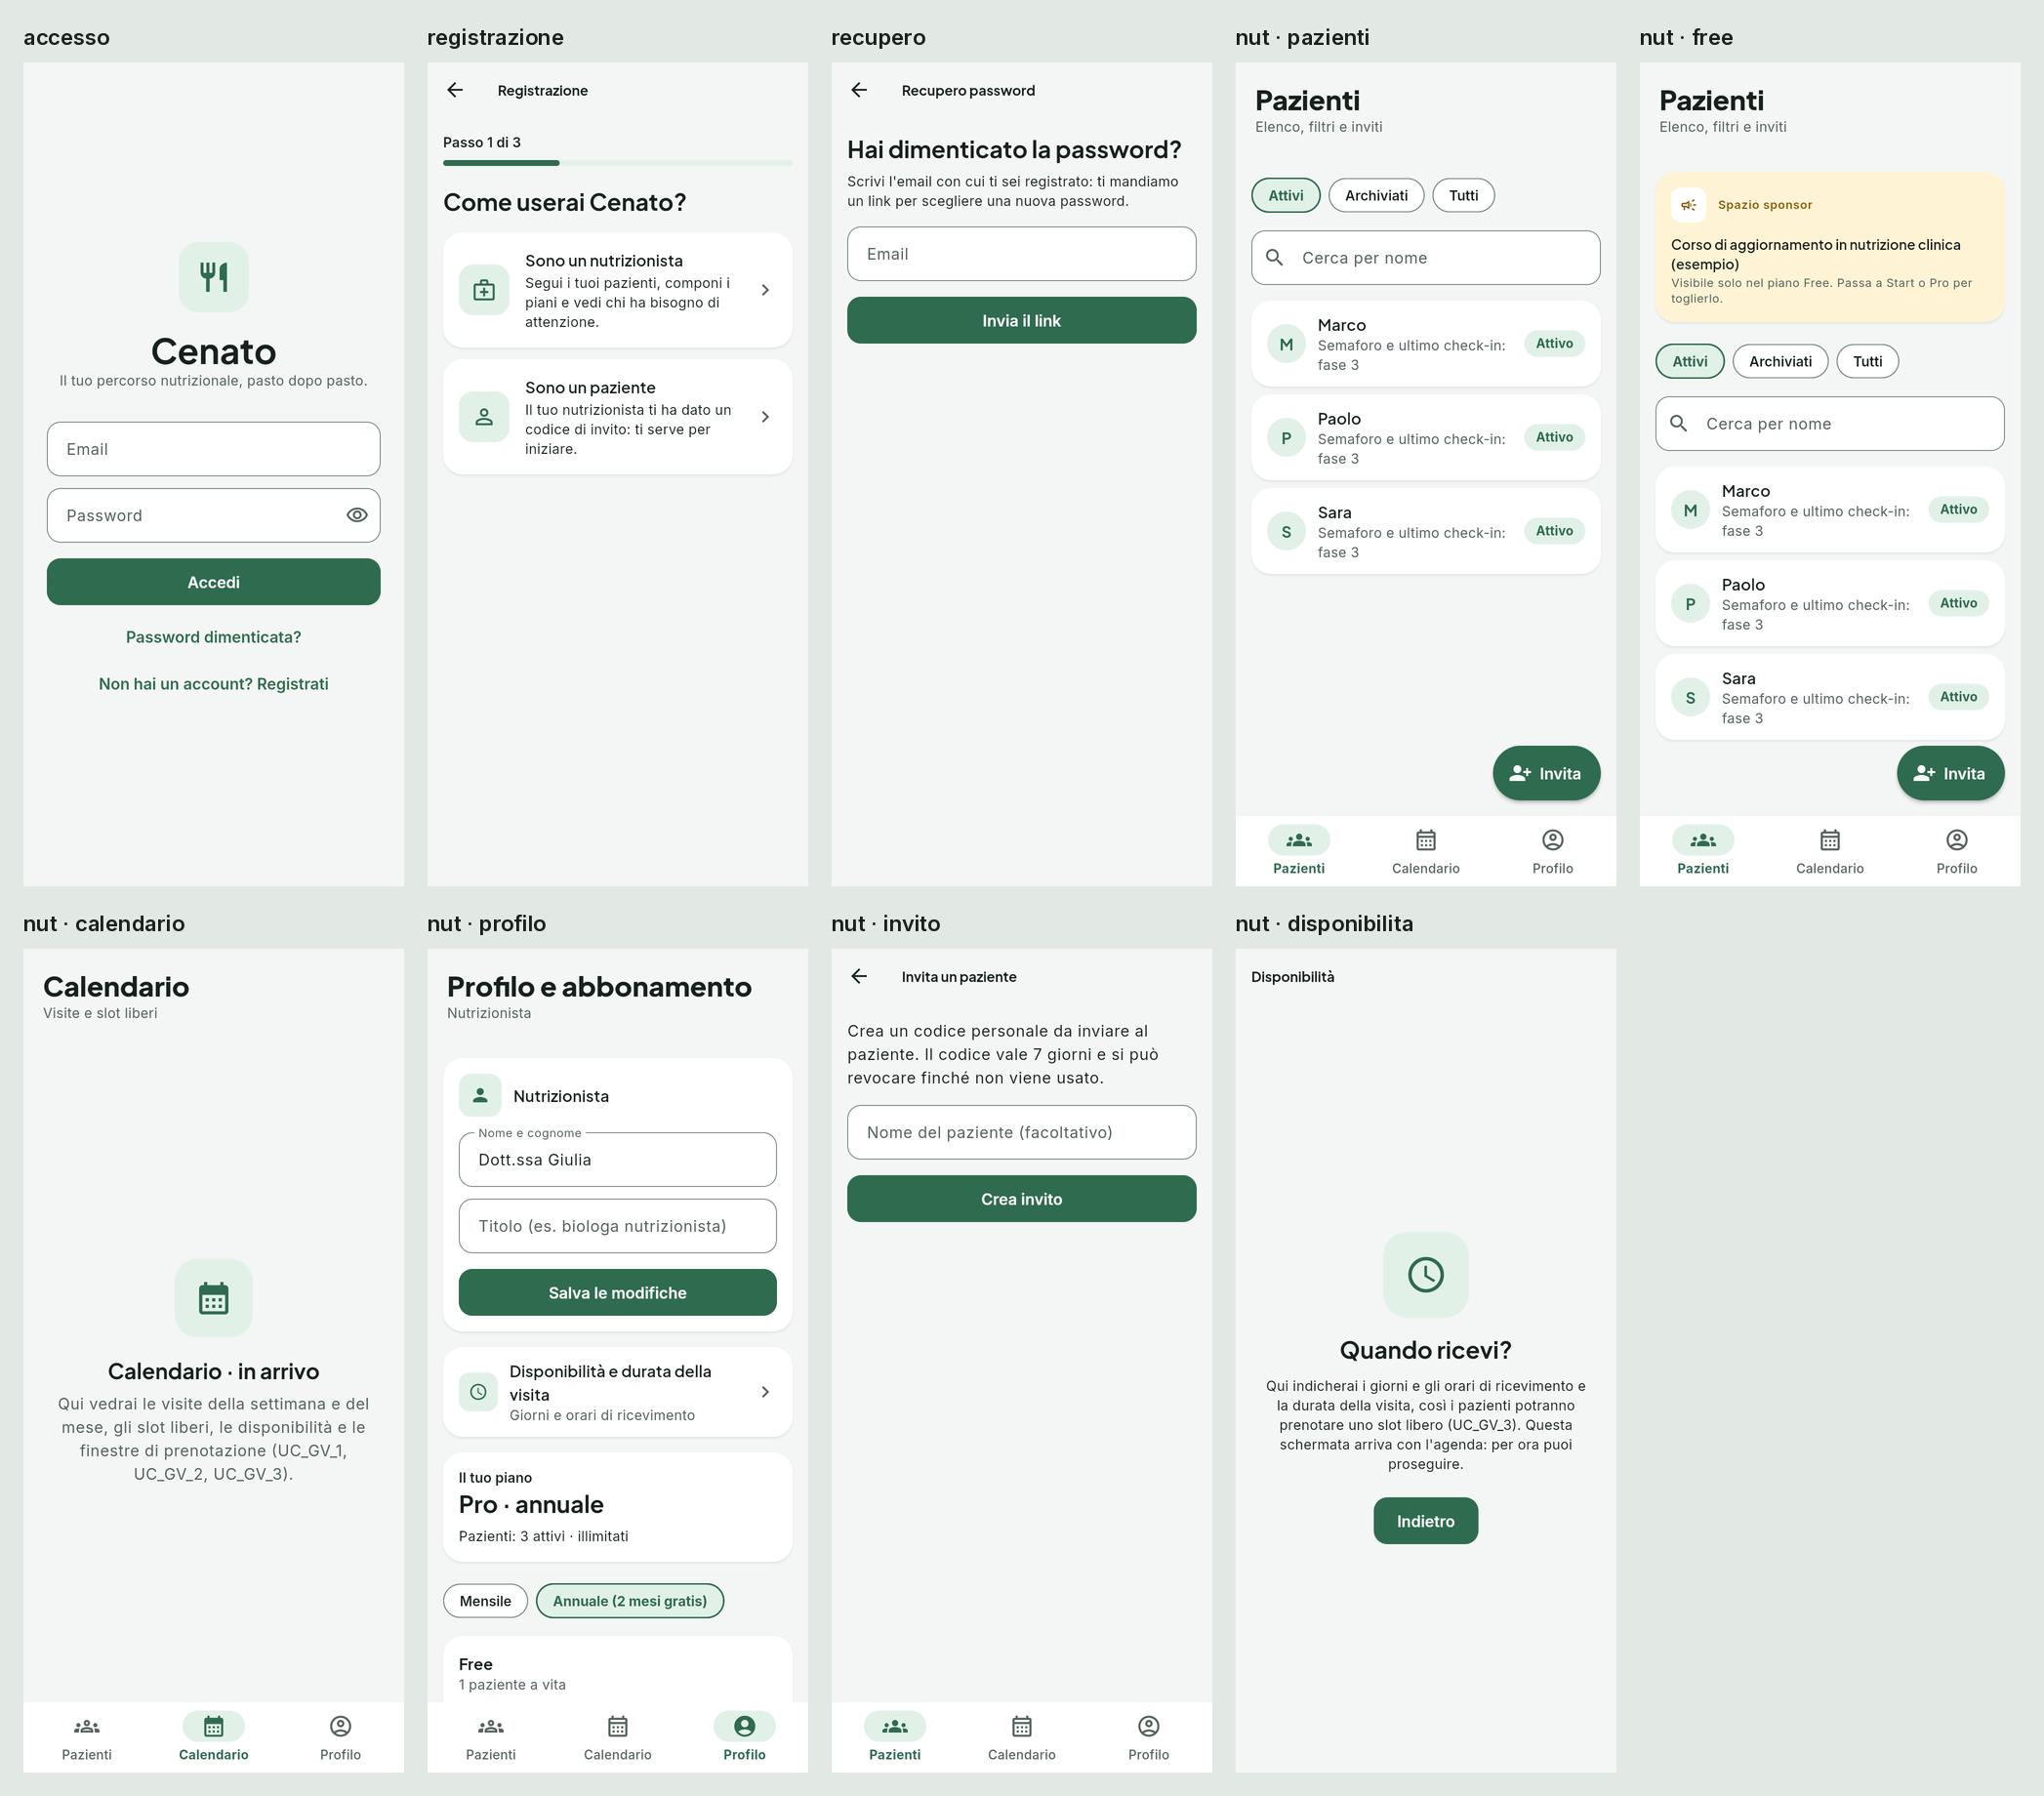 accesso
Cenato
Il tuo percorso nutrizionale, pasto dopo pasto.
Email
Password
Accedi
Password dimenticata?
Non hai un account? Registrati
registrazione
Registrazione
Passo 1 di 3
Come userai Cenato?
Sono un nutrizionista
Segui i tuoi pazienti, componi i
piani e vedi chi ha bisogno di
attenzione.
Sono un paziente
Il tuo nutrizionista ti ha dato un
codice di invito: ti serve per
iniziare.
recupero
Recupero password
Hai dimenticato la password?
Scrivi l'email con cui ti sei registrato: ti mandiamo
un link per scegliere una nuova password.
Email
Invia il link
nut · pazienti
Pazienti
Elenco, filtri e inviti
Attivi
Archiviati
Tutti
Cerca per nome
M
Marco
Semaforo e ultimo check-in:
fase 3
Attivo
P
Paolo
Semaforo e ultimo check-in:
fase 3
Attivo
S
Sara
Semaforo e ultimo check-in:
fase 3
Attivo
Invita
Pazienti
Calendario
Profilo
nut · free
Pazienti
Elenco, filtri e inviti
Spazio sponsor
Corso di aggiornamento in nutrizione clinica
(esempio)
Visibile solo nel piano Free. Passa a Start o Pro per
toglierlo.
Attivi
Archiviati
Tutti
Cerca per nome
M
Marco
Semaforo e ultimo check-in:
fase 3
Attivo
P
Paolo
Semaforo e ultimo check-in:
fase 3
Attivo
S
Sara
Semaforo e ultimo check-in:
fase 3
Attivo
Invita
Pazienti
Calendario
Profilo
nut · calendario
Calendario
Visite e slot liberi
Calendario · in arrivo
Qui vedrai le visite della settimana e del
mese, gli slot liberi, le disponibilità e le
finestre di prenotazione (UC_GV_1,
UC_GV_2, UC_GV_3).
Pazienti
Calendario
Profilo
nut · profilo
Profilo e abbonamento
Nutrizionista
Nutrizionista
Nome e cognome
Dott.ssa Giulia
Titolo (es. biologa nutrizionista)
Salva le modifiche
Disponibilità e durata della
visita
Giorni e orari di ricevimento
Il tuo piano
Pro · annuale
Pazienti: 3 attivi · illimitati
Mensile
Annuale (2 mesi gratis)
Free
1 paziente a vita
Pazienti
Calendario
Profilo
nut · invito
Invita un paziente
Crea un codice personale da inviare al
paziente. Il codice vale 7 giorni e si può
revocare finché non viene usato.
Nome del paziente (facoltativo)
Crea invito
Pazienti
Calendario
Profilo
nut · disponibilita
Disponibilità
Quando ricevi?
Qui indicherai i giorni e gli orari di ricevimento e
la durata della visita, così i pazienti potranno
prenotare uno slot libero (UC_GV_3). Questa
schermata arriva con l'agenda: per ora puoi
proseguire.
Indietro